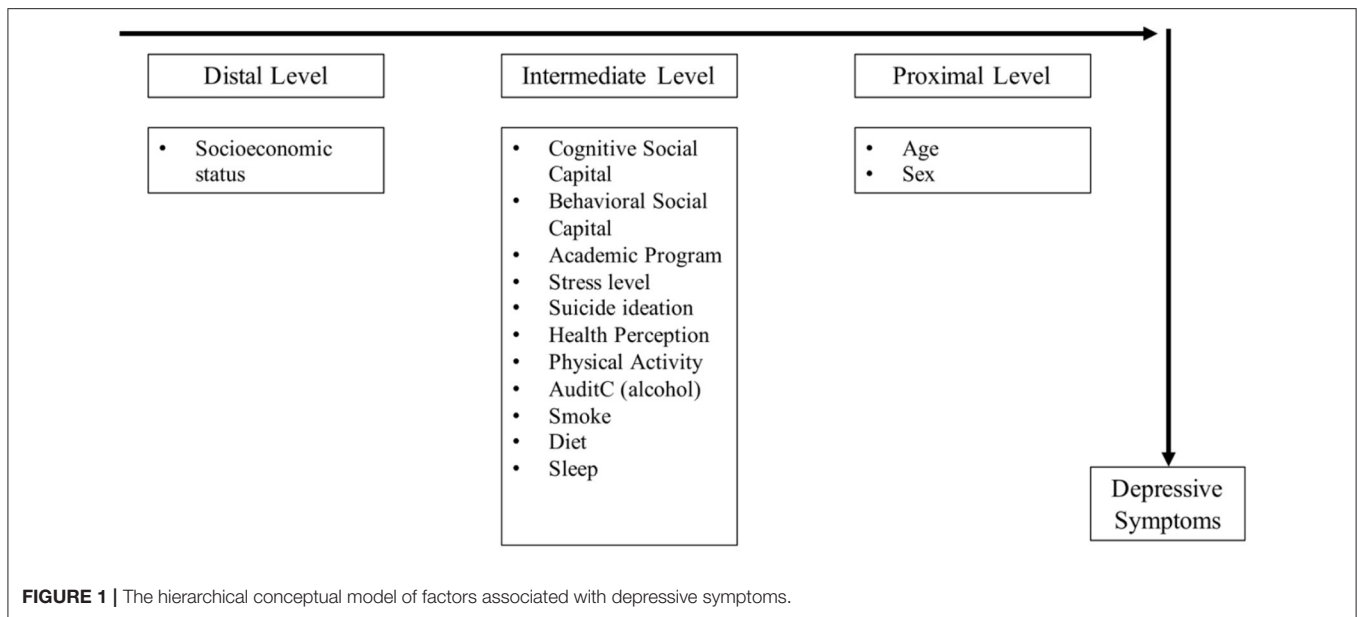 Distal Level
Intermediate Level
Proximal Level
• Socioeconomic
status
• Cognitive Social
Capital
• Behavioral Social
Capital
• Academic Program
• Stress level
• Suicide ideation
• Health Perception
• Physical Activity
• AuditC (alcohol)
• Smoke
• Diet
• Sleep
• Age
• Sex
Depressive
Symptoms
FIGURE 1 | The hierarchical conceptual model of factors associated with depressive symptoms.